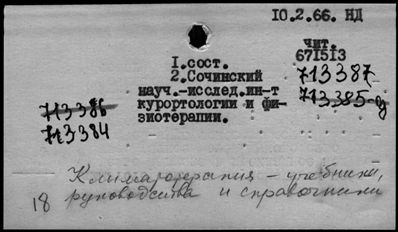 10.2.66. НД
чит.
671513
713387
713385-д
1.сост.
2.Сочинский
науч.-исслед.ин-т
курортологии и фи-
зиотерапии.
713386
713384
Климатотерапия - учебники,
руководства и справочники
18